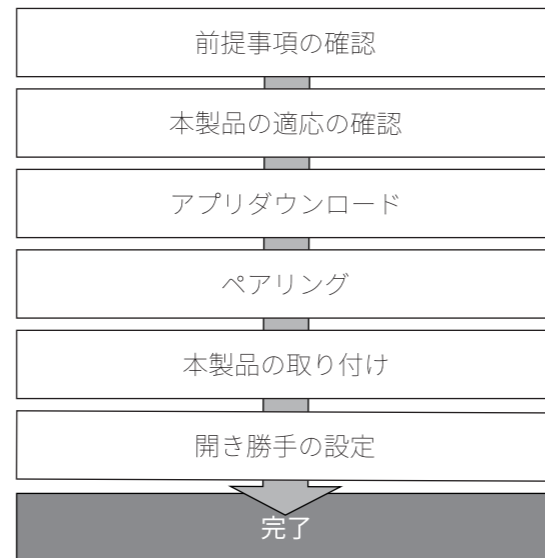 前提事項の確認
本製品の適応の確認
アプリダウンロード
ペアリング
本製品の取り付け
開き勝手の設定
完了